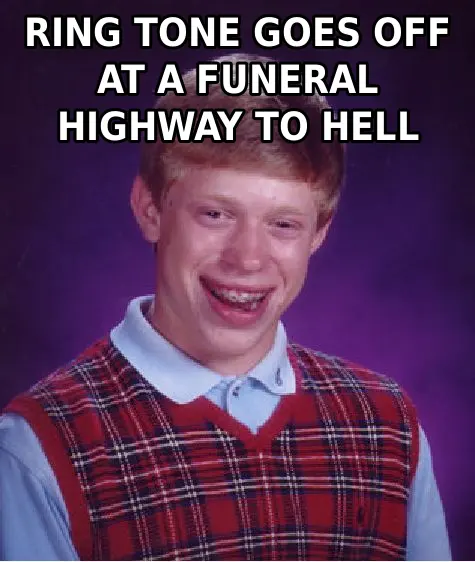 RING TONE GOES OFF
AT A FUNERAL
HIGHWAY TO HELL